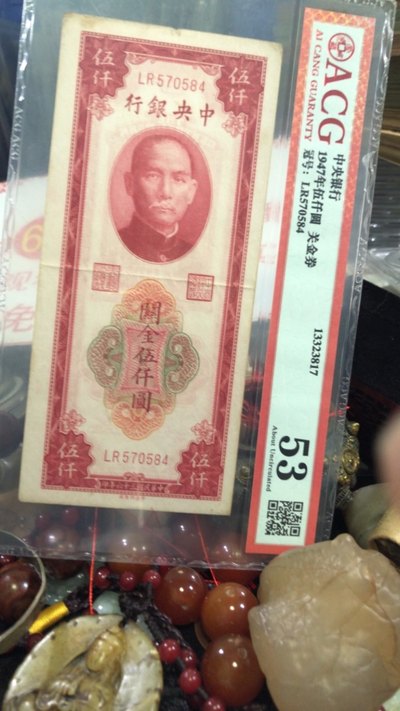 伍仟
伍仟
LR570584
中央銀行
關金伍仟圓
LR570584
伍仟
伍仟
ACG
AI CANG GUARANTY
中央银行
1947年伍仟圆 关金券
冠号：LR570584
13323817
53
About Uncirculated
ACG ACG